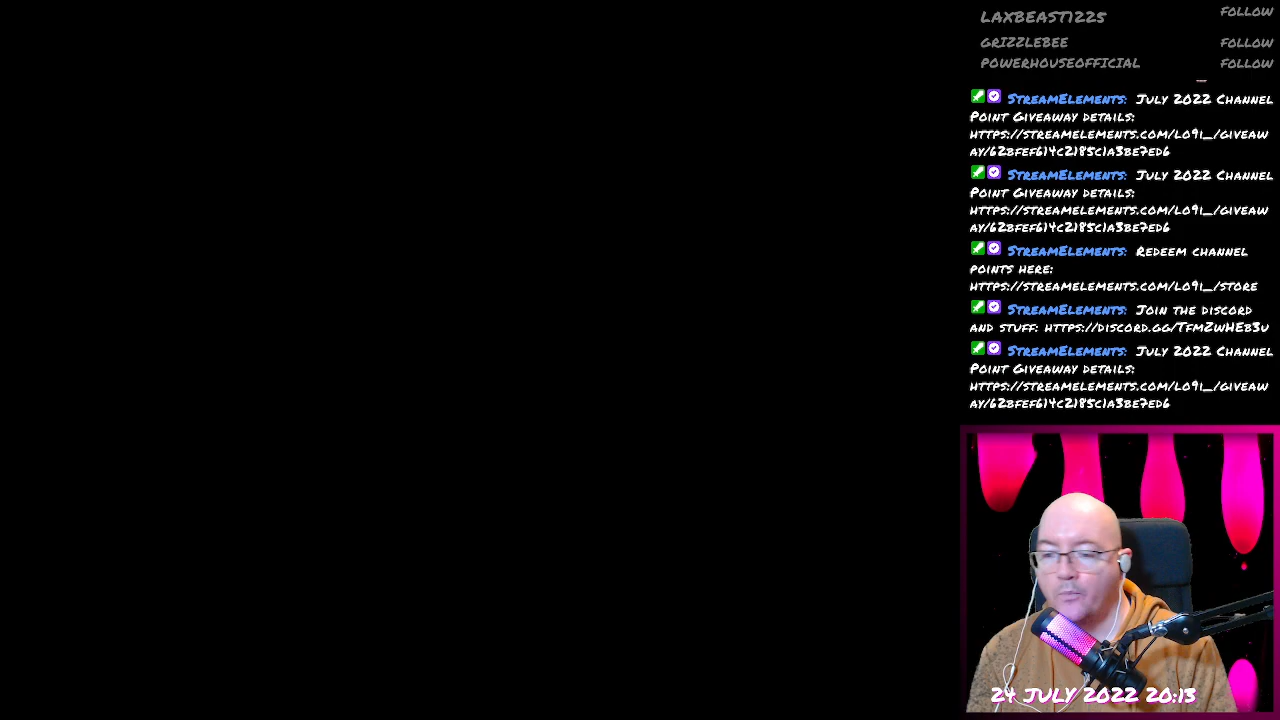 LAXBEAST1225 FOLLOW
GRIZZLEBEE FOLLOW
POWERHOUSEOFFICIAL FOLLOW
StreamElements: July 2022 Channel
Point Giveaway details:
https://streamelements.com/lo9i_/giveaw
ay/62bfef614c2185c1a3be7ed6
StreamElements: July 2022 Channel
Point Giveaway details:
https://streamelements.com/lo9i_/giveaw
ay/62bfef614c2185c1a3be7ed6
StreamElements: Redeem channel
points here:
https://streamelements.com/lo9i_/store
StreamElements: Join the discord
and stuff: https://discord.gg/TfmZwHEb3u
StreamElements: July 2022 Channel
Point Giveaway details:
https://streamelements.com/lo9i_/giveaw
ay/62bfef614c2185c1a3be7ed6
24 JULY 2022 20:13